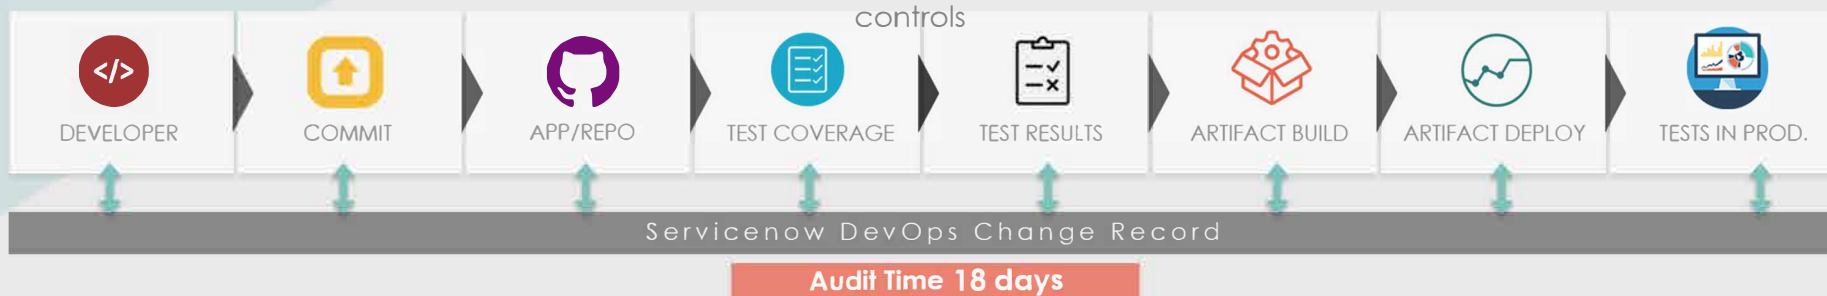 controls
</>
DEVELOPER
COMMIT
APP/REPO
TEST COVERAGE
TEST RESULTS
ARTIFACT BUILD
ARTIFACT DEPLOY
TESTS IN PROD.
Servicenow DevOps Change Record
Audit Time 18 days